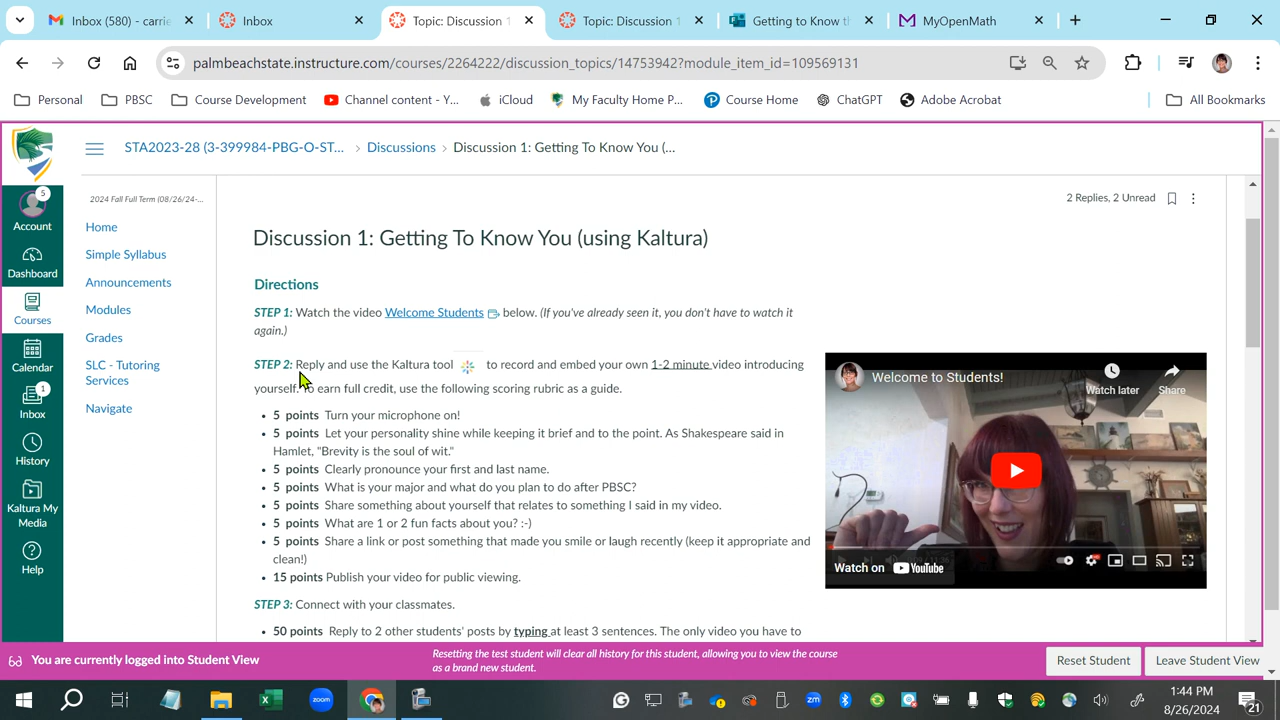 Inbox (580) - carrie
Inbox
Topic: Discussion 1
Topic: Discussion 1
Getting to Know th
MyOpenMath
palmbeachstate.instructure.com/courses/2264222/discussion_topics/14753942?module_item_id=109569131
Personal
PBSC
Course Development
Channel content - Y...
iCloud
My Faculty Home P...
Course Home
ChatGPT
Adobe Acrobat
All Bookmarks
STA2023-28 (3-399984-PBG-O-ST... > Discussions > Discussion 1: Getting To Know You (...
5
Account
Dashboard
Courses
Calendar
1
Inbox
History
Kaltura My
Media
Help
2024 Fall Full Term (08/26/24-...
Home
Simple Syllabus
Announcements
Modules
Grades
SLC - Tutoring
Services
Navigate
2 Replies, 2 Unread
Discussion 1: Getting To Know You (using Kaltura)
Directions
STEP 1: Watch the video Welcome Students below. (If you've already seen it, you don't have to watch it
again.)
STEP 2: Reply and use the Kaltura tool to record and embed your own 1-2 minute video introducing
yourself. To earn full credit, use the following scoring rubric as a guide.
• 5 points Turn your microphone on!
• 5 points Let your personality shine while keeping it brief and to the point. As Shakespeare said in
Hamlet, "Brevity is the soul of wit."
• 5 points Clearly pronounce your first and last name.
• 5 points What is your major and what do you plan to do after PBSC?
• 5 points Share something about yourself that relates to something I said in my video.
• 5 points What are 1 or 2 fun facts about you? :-)
• 5 points Share a link or post something that made you smile or laugh recently (keep it appropriate and
clean!)
• 15 points Publish your video for public viewing.
STEP 3: Connect with your classmates.
• 50 points Reply to 2 other students' posts by typing at least 3 sentences. The only video you have to
Welcome to Students!
Watch later
Share
Watch on YouTube
You are currently logged into Student View
Resetting the test student will clear all history for this student, allowing you to view the course
as a brand new student.
Reset Student
Leave Student View
zoom
zm
1:44 PM
8/26/2024
21